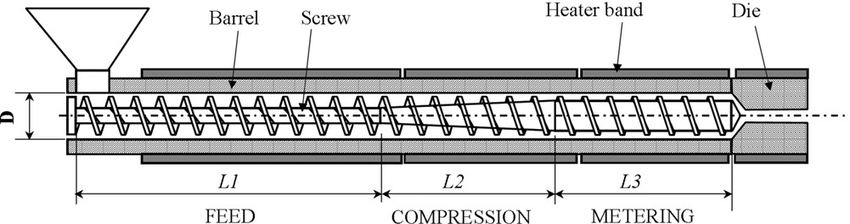 Barrel
Screw
Heater band
Die
D
L1
L2
L3
FEED
COMPRESSION
METERING